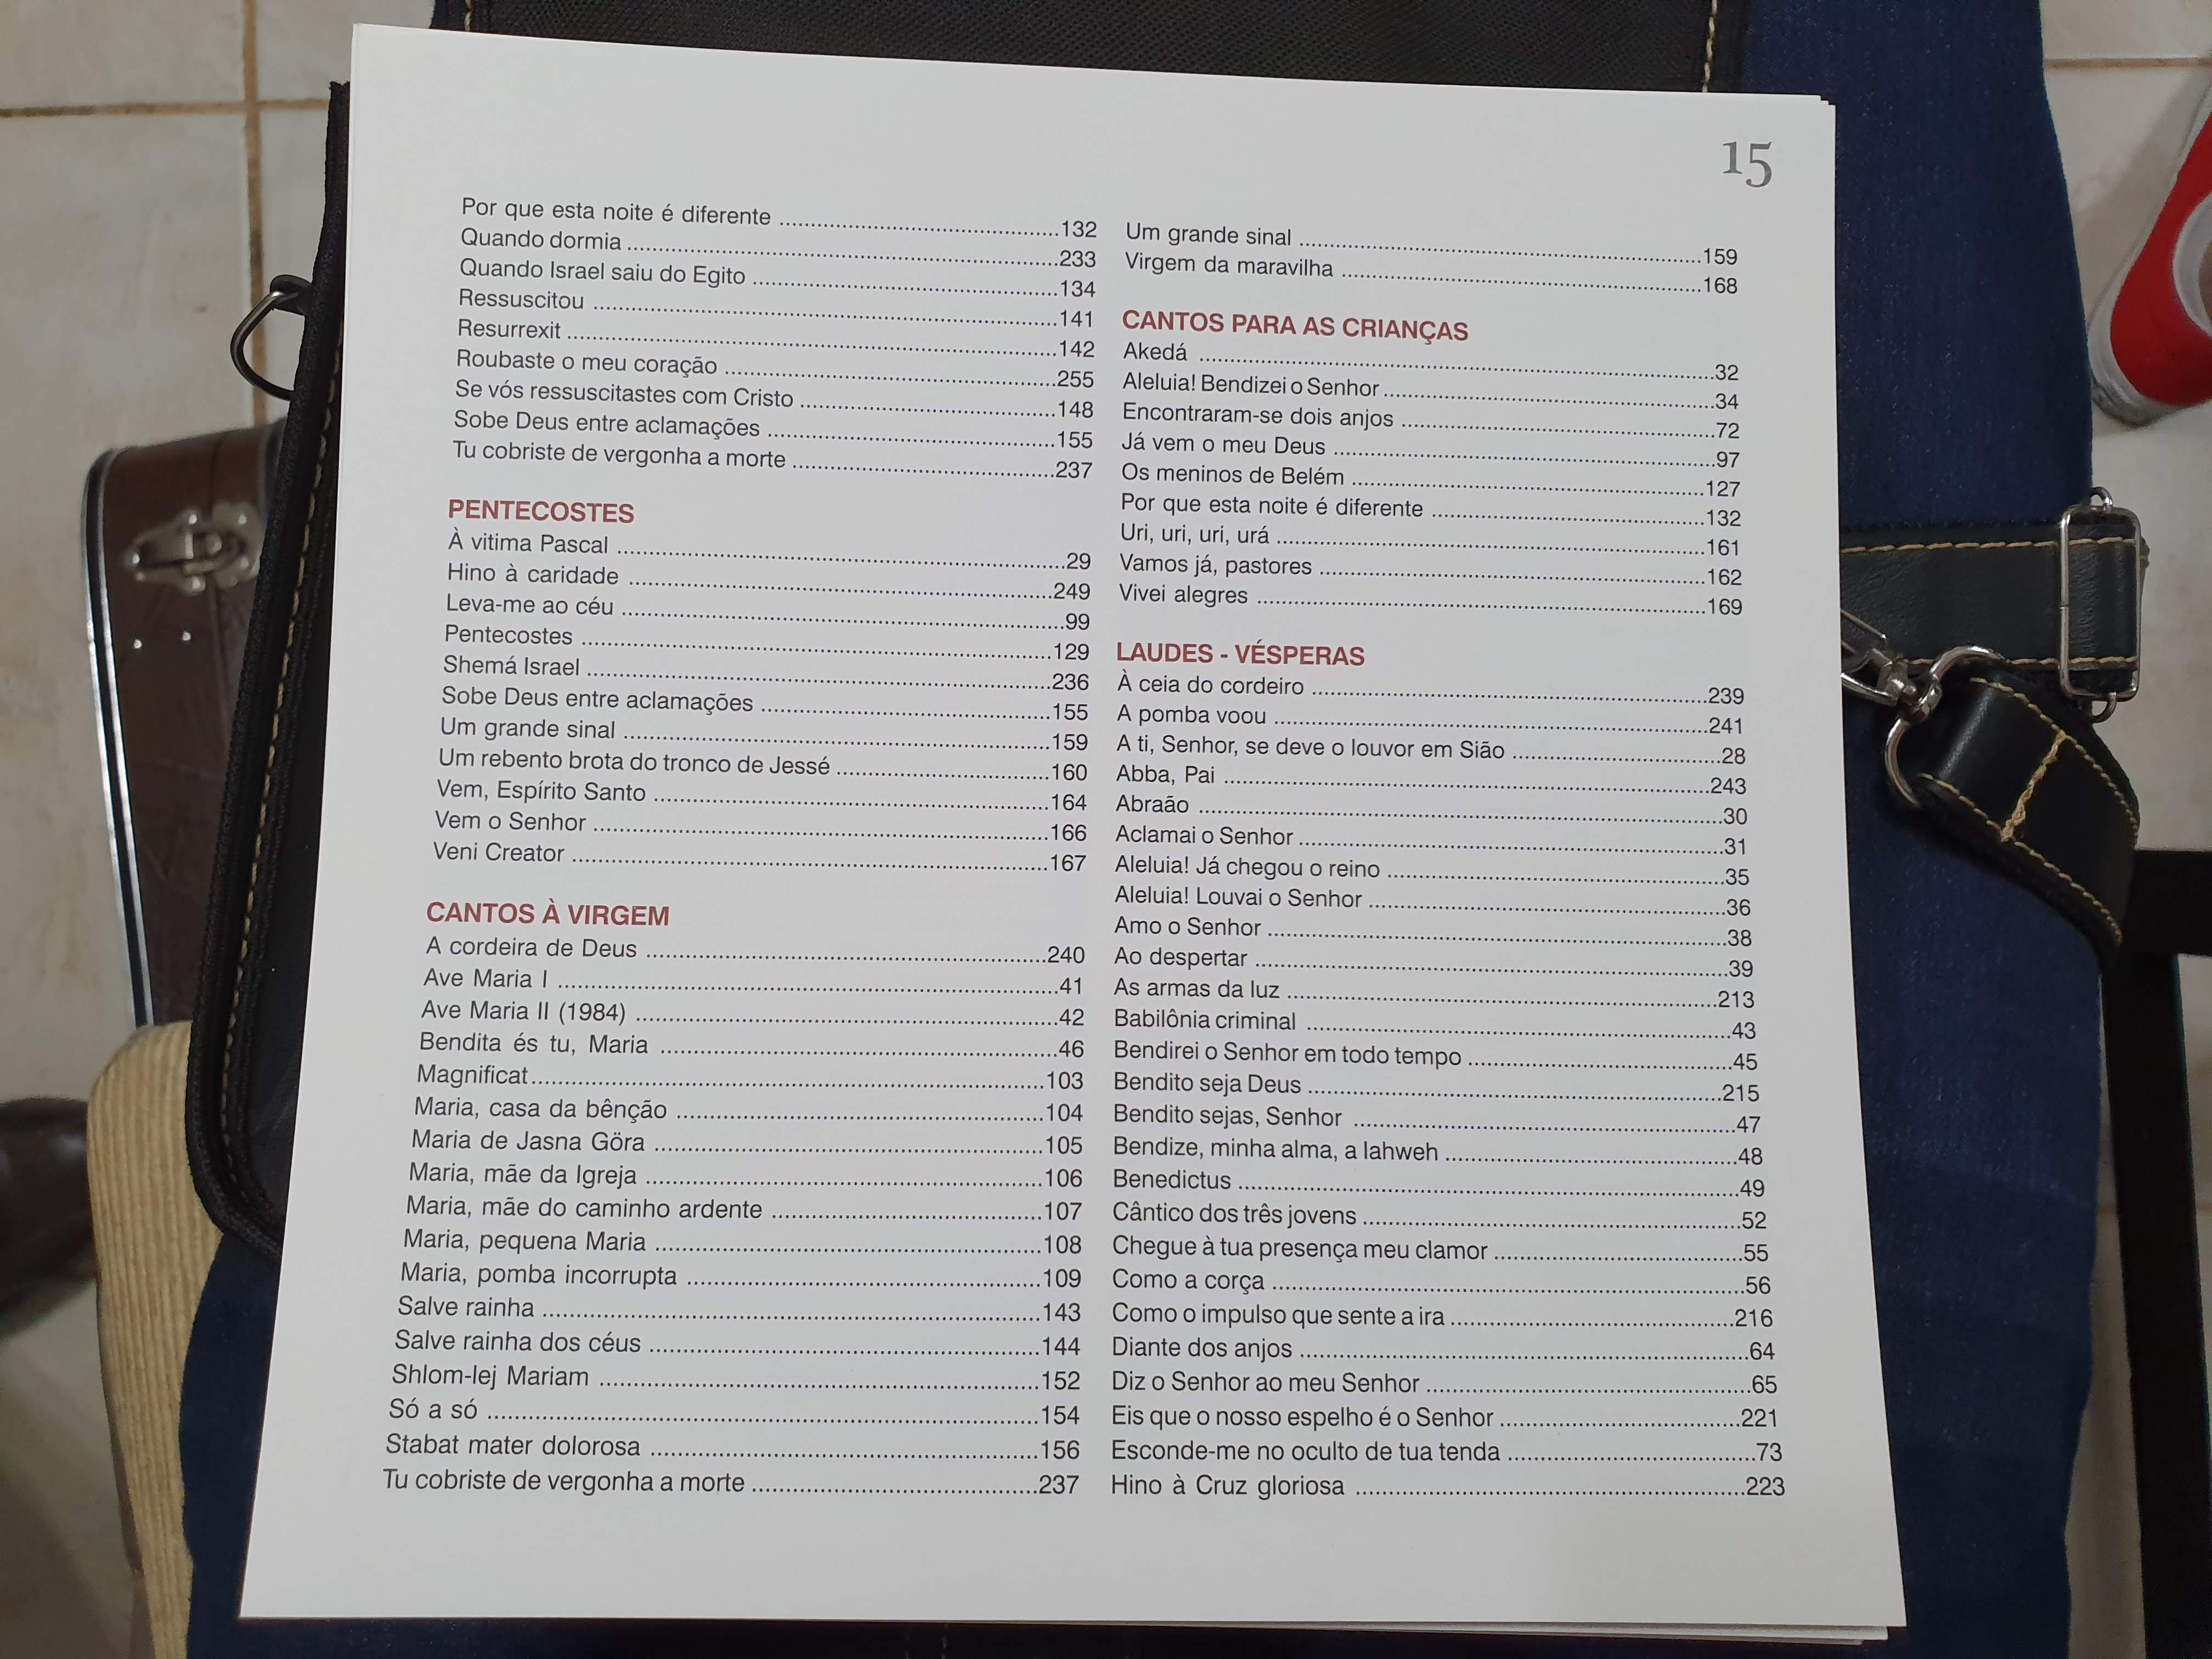 15
Por que esta noite é diferente ..........132
Quando dormia ..........233
Quando Israel saiu do Egito ..........134
Ressuscitou ..........141
Resurrexit ..........142
Roubaste o meu coração ..........255
Se vós ressuscitastes com Cristo ..........148
Sobe Deus entre aclamações ..........155
Tu cobriste de vergonha a morte ..........237
PENTECOSTES
À vitima Pascal ..........29
Hino à caridade ..........249
Leva-me ao céu ..........99
Pentecostes ..........129
Shemá Israel ..........236
Sobe Deus entre aclamações ..........155
Um grande sinal ..........159
Um rebento brota do tronco de Jessé ..........160
Vem, Espírito Santo ..........164
Vem o Senhor ..........166
Veni Creator ..........167
CANTOS À VIRGEM
A cordeira de Deus ..........240
Ave Maria I ..........41
Ave Maria II (1984) ..........42
Bendita és tu, Maria ..........46
Magnificat ..........103
Maria, casa da bênção ..........104
Maria de Jasna Göra ..........105
Maria, mãe da Igreja ..........106
Maria, mãe do caminho ardente ..........107
Maria, pequena Maria ..........108
Maria, pomba incorrupta ..........109
Salve rainha ..........143
Salve rainha dos céus ..........144
Shlom-lej Mariam ..........152
Só a só ..........154
Stabat mater dolorosa ..........156
Tu cobriste de vergonha a morte ..........237
Um grande sinal ..........159
Virgem da maravilha ..........168
CANTOS PARA AS CRIANÇAS
Akedá ..........32
Aleluia! Bendizei o Senhor ..........34
Encontraram-se dois anjos ..........72
Já vem o meu Deus ..........97
Os meninos de Belém ..........127
Por que esta noite é diferente ..........132
Uri, uri, uri, urá ..........161
Vamos já, pastores ..........162
Vivei alegres ..........169
LAUDES - VÉSPERAS
À ceia do cordeiro ..........239
A pomba voou ..........241
A ti, Senhor, se deve o louvor em Sião ..........28
Abba, Pai ..........243
Abraão ..........30
Aclamai o Senhor ..........31
Aleluia! Já chegou o reino ..........35
Aleluia! Louvai o Senhor ..........36
Amo o Senhor ..........38
Ao despertar ..........39
As armas da luz ..........213
Babilônia criminal ..........43
Bendirei o Senhor em todo tempo ..........45
Bendito seja Deus ..........215
Bendito sejas, Senhor ..........47
Bendize, minha alma, a Iahweh ..........48
Benedictus ..........49
Cântico dos três jovens ..........52
Chegue à tua presença meu clamor ..........55
Como a corça ..........56
Como o impulso que sente a ira ..........216
Diante dos anjos ..........64
Diz o Senhor ao meu Senhor ..........65
Eis que o nosso espelho é o Senhor ..........221
Esconde-me no oculto de tua tenda ..........73
Hino à Cruz gloriosa ..........223